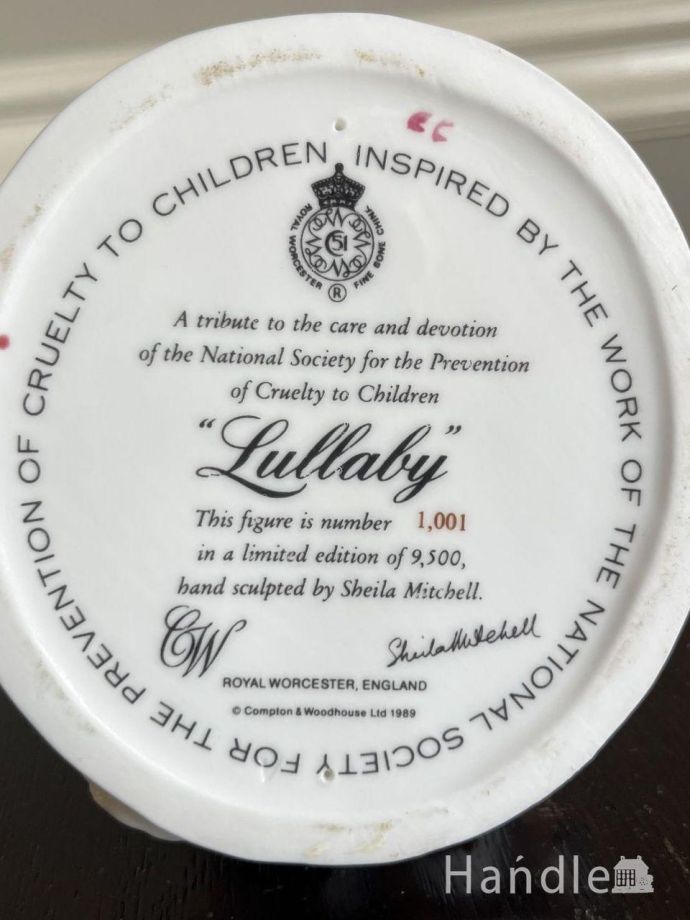 INSPIRED BY THE WORK OF THE NATIONAL SOCIETY FOR THE PREVENTION OF CRUELTY TO CHILDREN
ROYAL WORCESTER FINE BONE CHINA
51
®
A tribute to the care and devotion
of the National Society for the Prevention
of Cruelty to Children
"Lullaby"
This figure is number 1,001
in a limited edition of 9,500,
hand sculpted by Sheila Mitchell.
CW
Sheila Mitchell
ROYAL WORCESTER, ENGLAND
© Compton & Woodhouse Ltd 1989
Handle